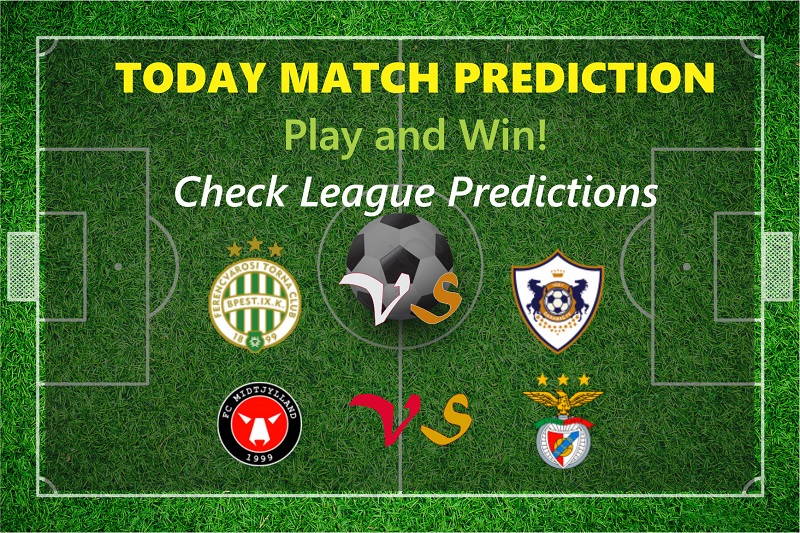 TODAY MATCH PREDICTION
Play and Win!
Check League Predictions
FERENCVÁROSI TORNA CLUB
BPEST.IX.K.
18 99
VS
FC MIDTJYLLAND
1999
VS